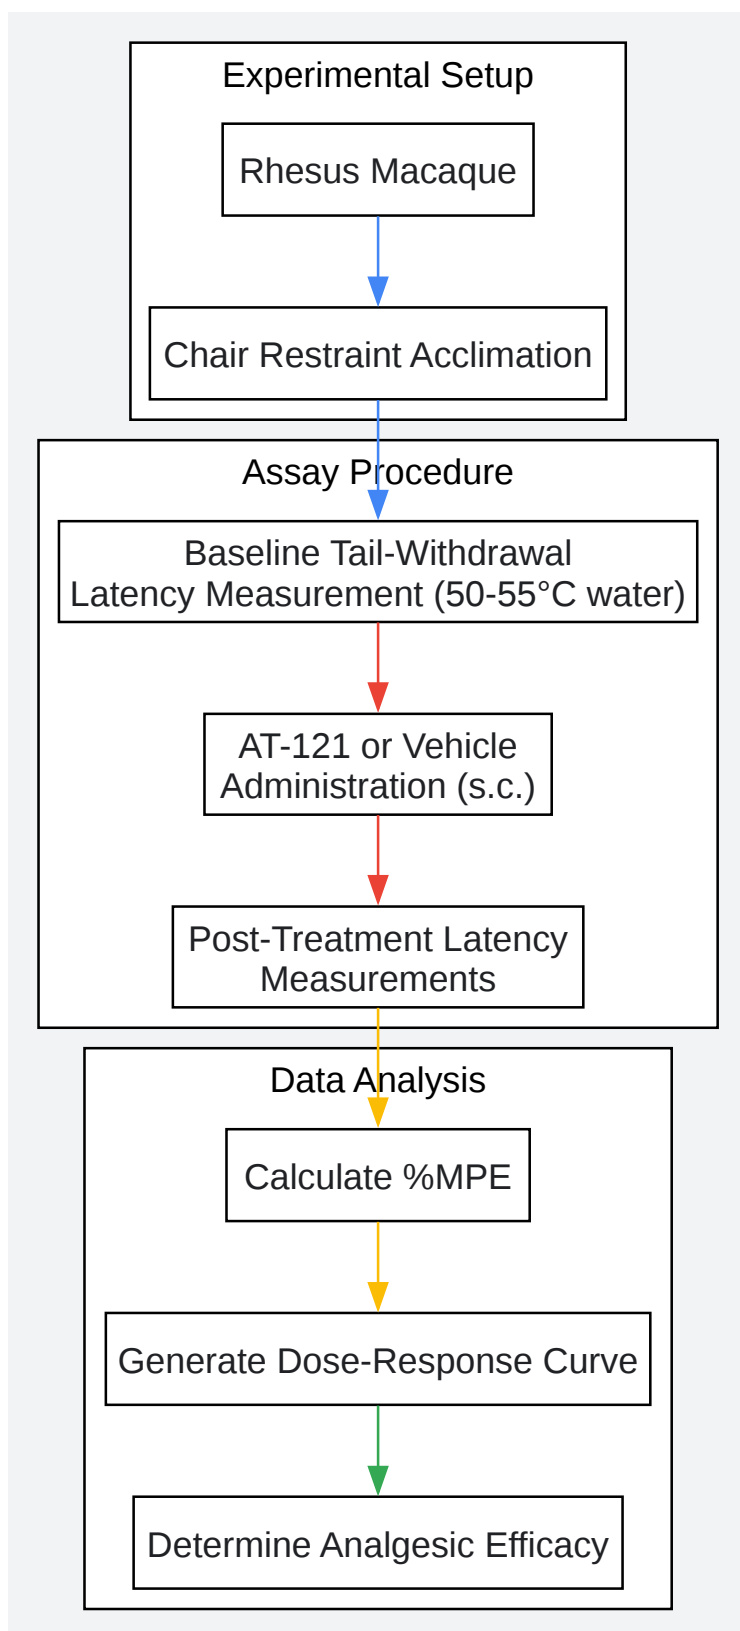 Experimental Setup
Rhesus Macaque
Chair Restraint Acclimation
Assay Procedure
Baseline Tail-Withdrawal
Latency Measurement (50-55°C water)
AT-121 or Vehicle
Administration (s.c.)
Post-Treatment Latency
Measurements
Data Analysis
Calculate %MPE
Generate Dose-Response Curve
Determine Analgesic Efficacy